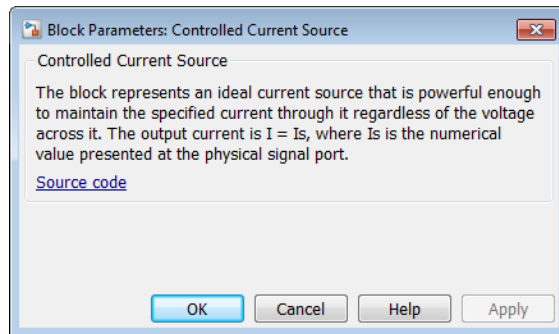 Block Parameters: Controlled Current Source
Controlled Current Source
The block represents an ideal current source that is powerful enough
to maintain the specified current through it regardless of the voltage
across it. The output current is I = Is, where Is is the numerical
value presented at the physical signal port.
Source code
OK Cancel Help Apply